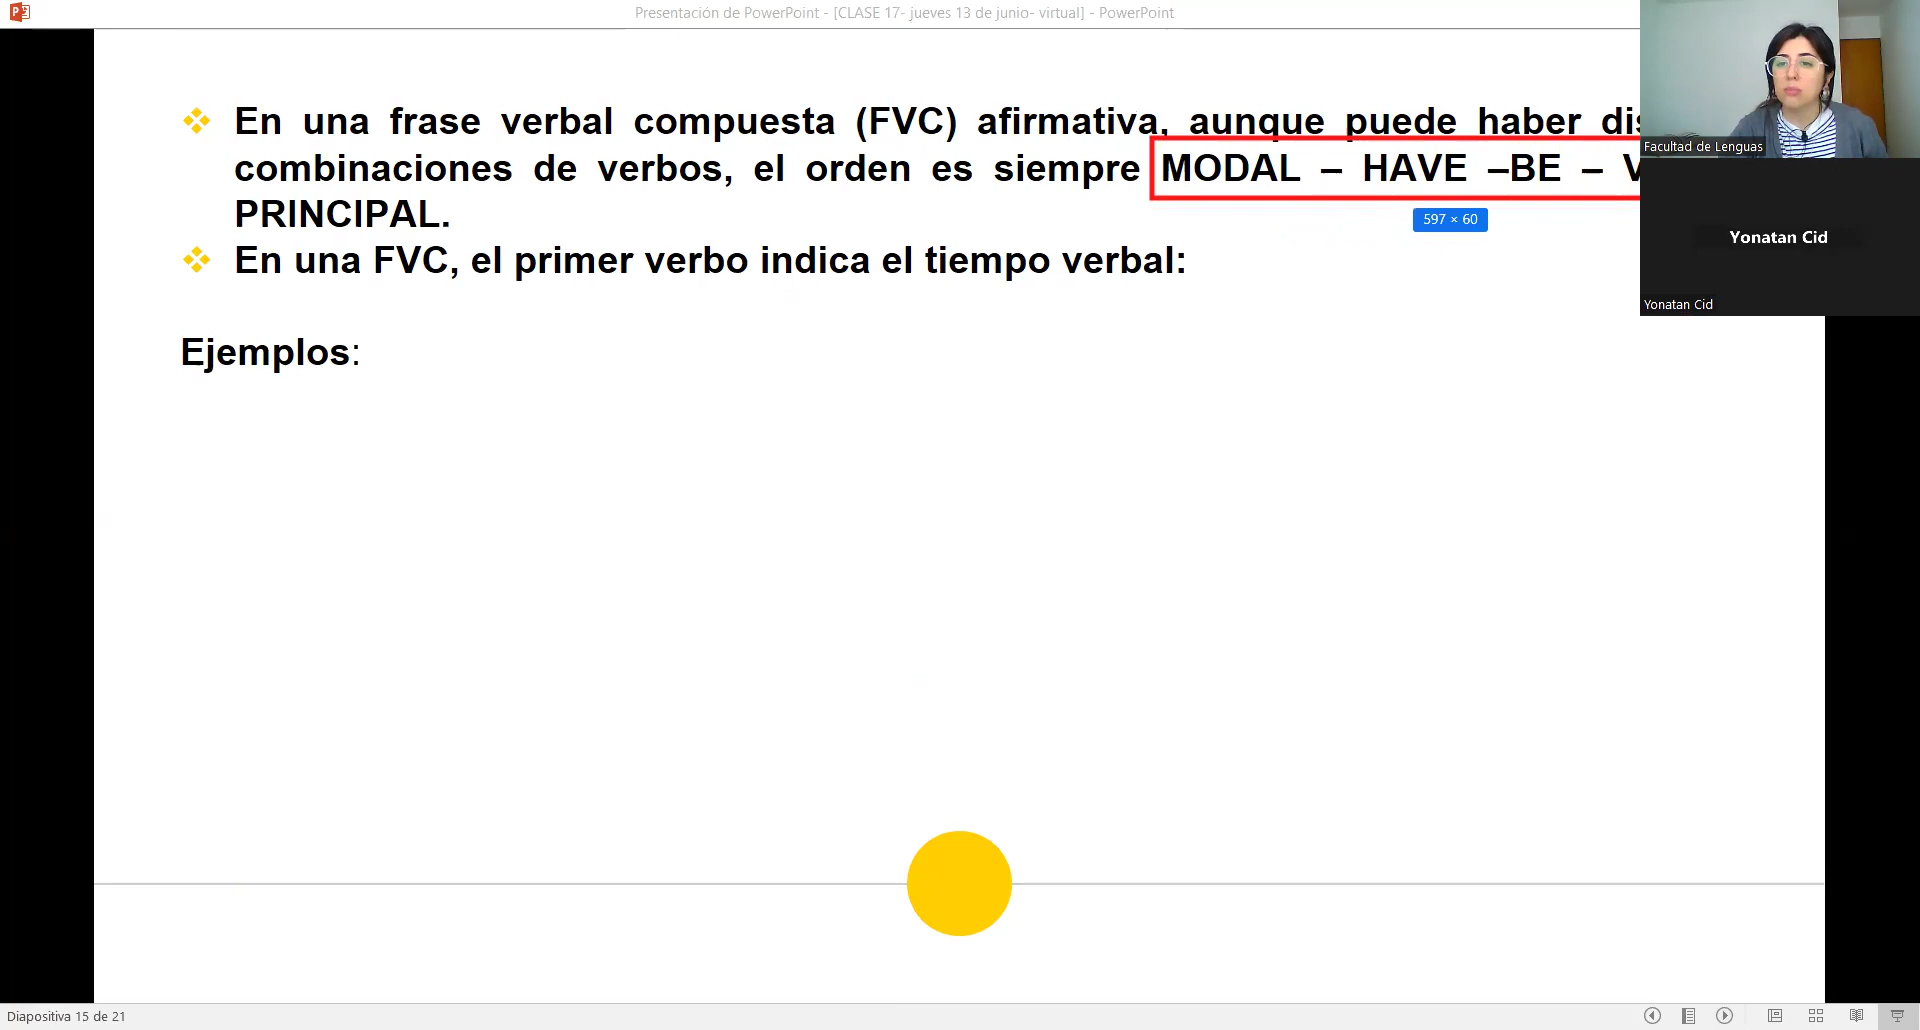 Presentación de PowerPoint - [CLASE 17- jueves 13 de junio- virtual] - PowerPoint
En una frase verbal compuesta (FVC) afirmativa, aunque puede haber
combinaciones de verbos, el orden es siempre MODAL – HAVE –BE –
PRINCIPAL.
En una FVC, el primer verbo indica el tiempo verbal:
597 × 60
Ejemplos:
Facultad de Lenguas
Yonatan Cid
Yonatan Cid
Diapositiva 15 de 21